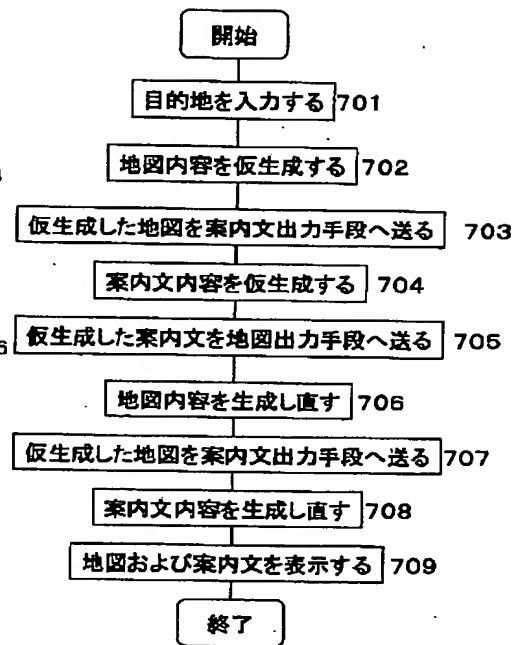 開始
目的地を入力する 701
地図内容を仮生成する 702
仮生成した地図を案内文出力手段へ送る 703
案内文内容を仮生成する 704
仮生成した案内文を地図出力手段へ送る 705
地図内容を生成し直す 706
仮生成した地図を案内文出力手段へ送る 707
案内文内容を生成し直す 708
地図および案内文を表示する 709
終了